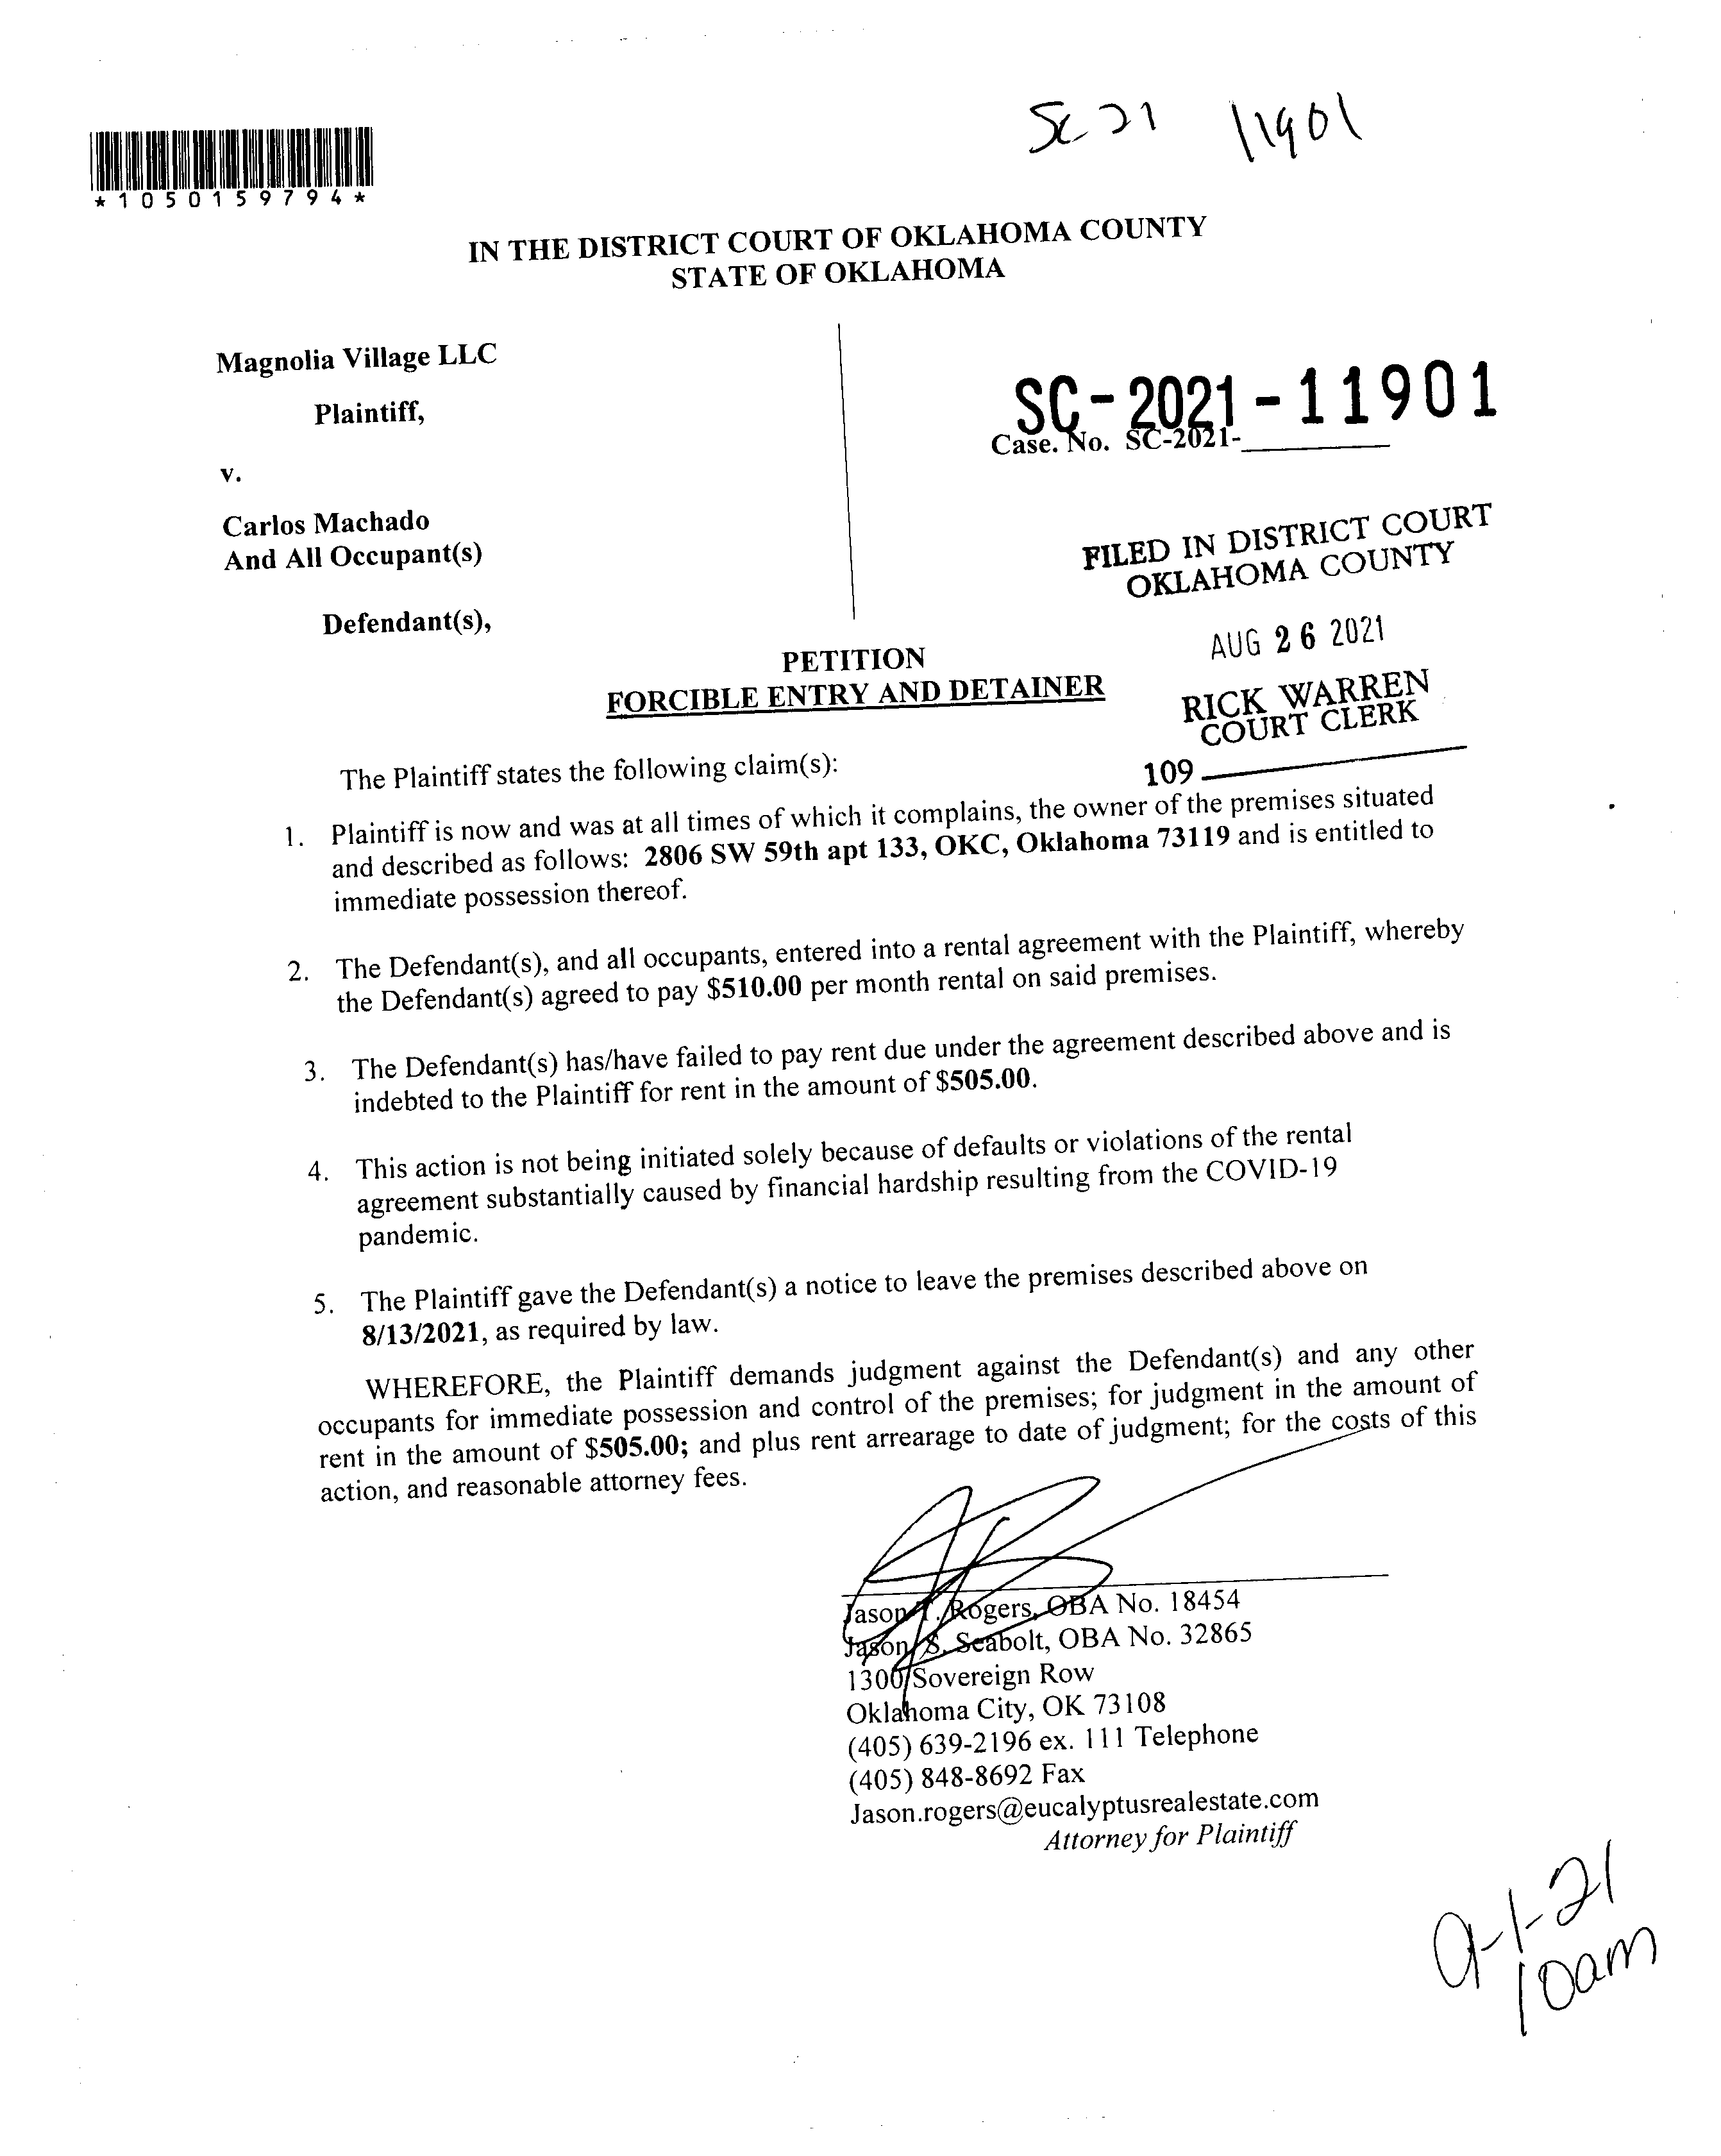 SC 21 11901
*1050159794*
IN THE DISTRICT COURT OF OKLAHOMA COUNTY
STATE OF OKLAHOMA
Magnolia Village LLC
Plaintiff,
v.
Carlos Machado
And All Occupant(s)
Defendant(s),
SC-2021-11901
Case. No. SC-2021-
FILED IN DISTRICT COURT
OKLAHOMA COUNTY
AUG 26 2021
RICK WARREN
COURT CLERK
109
PETITION
FORCIBLE ENTRY AND DETAINER
The Plaintiff states the following claim(s):
1. Plaintiff is now and was at all times of which it complains, the owner of the premises situated
and described as follows: 2806 SW 59th apt 133, OKC, Oklahoma 73119 and is entitled to
immediate possession thereof.
2. The Defendant(s), and all occupants, entered into a rental agreement with the Plaintiff, whereby
the Defendant(s) agreed to pay $510.00 per month rental on said premises.
3. The Defendant(s) has/have failed to pay rent due under the agreement described above and is
indebted to the Plaintiff for rent in the amount of $505.00.
4. This action is not being initiated solely because of defaults or violations of the rental
agreement substantially caused by financial hardship resulting from the COVID-19
pandemic.
5. The Plaintiff gave the Defendant(s) a notice to leave the premises described above on
8/13/2021, as required by law.
WHEREFORE, the Plaintiff demands judgment against the Defendant(s) and any other
occupants for immediate possession and control of the premises; for judgment in the amount of
rent in the amount of $505.00; and plus rent arrearage to date of judgment; for the costs of this
action, and reasonable attorney fees.
Jason T. Rogers, OBA No. 18454
Jason S. Seabolt, OBA No. 32865
1300 Sovereign Row
Oklahoma City, OK 73108
(405) 639-2196 ex. 111 Telephone
(405) 848-8692 Fax
Jason.rogers@eucalyptusrealestate.com
Attorney for Plaintiff
9-1-21
10am